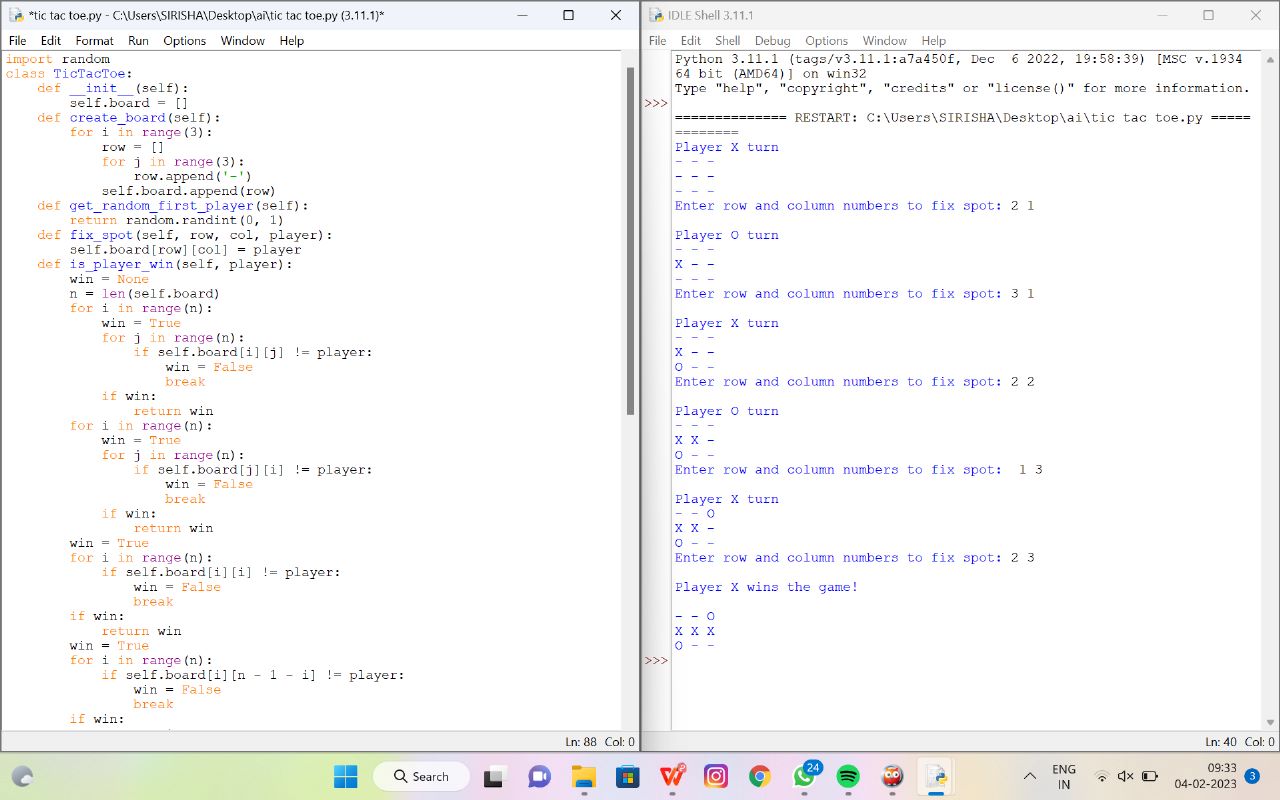 *tic tac toe.py - C:\Users\SIRISHA\Desktop\ai\tic tac toe.py (3.11.1)*
File Edit Format Run Options Window Help
import random
class TicTacToe:
    def __init__(self):
        self.board = []
    def create_board(self):
        for i in range(3):
            row = []
            for j in range(3):
                row.append('-')
            self.board.append(row)
    def get_random_first_player(self):
        return random.randint(0, 1)
    def fix_spot(self, row, col, player):
        self.board[row][col] = player
    def is_player_win(self, player):
        win = None
        n = len(self.board)
        for i in range(n):
            win = True
            for j in range(n):
                if self.board[i][j] != player:
                    win = False
                    break
            if win:
                return win
        for i in range(n):
            win = True
            for j in range(n):
                if self.board[j][i] != player:
                    win = False
                    break
            if win:
                return win
        win = True
        for i in range(n):
            if self.board[i][i] != player:
                win = False
                break
        if win:
            return win
        win = True
        for i in range(n):
            if self.board[i][n - 1 - i] != player:
                win = False
                break
        if win:
Ln: 88 Col: 0
IDLE Shell 3.11.1
File Edit Shell Debug Options Window Help
Python 3.11.1 (tags/v3.11.1:a7a450f, Dec  6 2022, 19:58:39) [MSC v.1934
64 bit (AMD64)] on win32
Type "help", "copyright", "credits" or "license()" for more information.
>>>
============== RESTART: C:\Users\SIRISHA\Desktop\ai\tic tac toe.py =====
========
Player X turn
- - -
- - -
- - -
Enter row and column numbers to fix spot: 2 1
Player O turn
- - -
X - -
- - -
Enter row and column numbers to fix spot: 3 1
Player X turn
- - -
X - -
O - -
Enter row and column numbers to fix spot: 2 2
Player O turn
- - -
X X -
O - -
Enter row and column numbers to fix spot:  1 3
Player X turn
- - O
X X -
O - -
Enter row and column numbers to fix spot: 2 3
Player X wins the game!
- - O
X X X
O - -
>>>
Ln: 40 Col: 0
Search
24
ENG
IN
09:33
04-02-2023
3